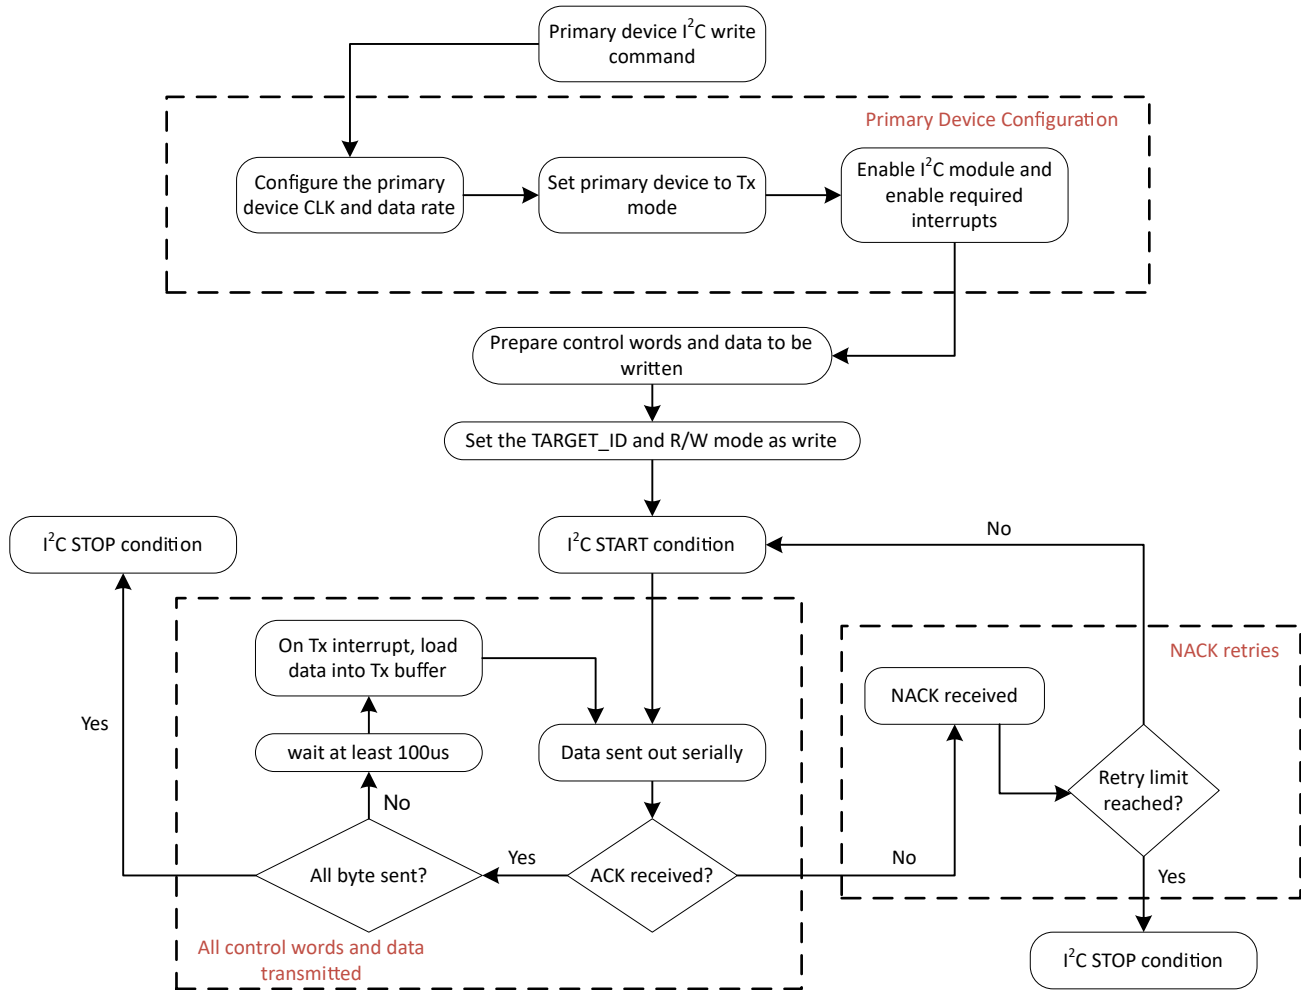 Primary device I²C write
command
Primary Device Configuration
Configure the primary
device CLK and data rate
Set primary device to Tx
mode
Enable I²C module and
enable required
interrupts
Prepare control words and data to be
written
Set the TARGET_ID and R/W mode as write
I²C STOP condition
I²C START condition
No
On Tx interrupt, load
data into Tx buffer
NACK retries
NACK received
Yes
wait at least 100us
Data sent out serially
Retry limit
reached?
No
All byte sent?
Yes
ACK received?
No
Yes
All control words and data
transmitted
I²C STOP condition